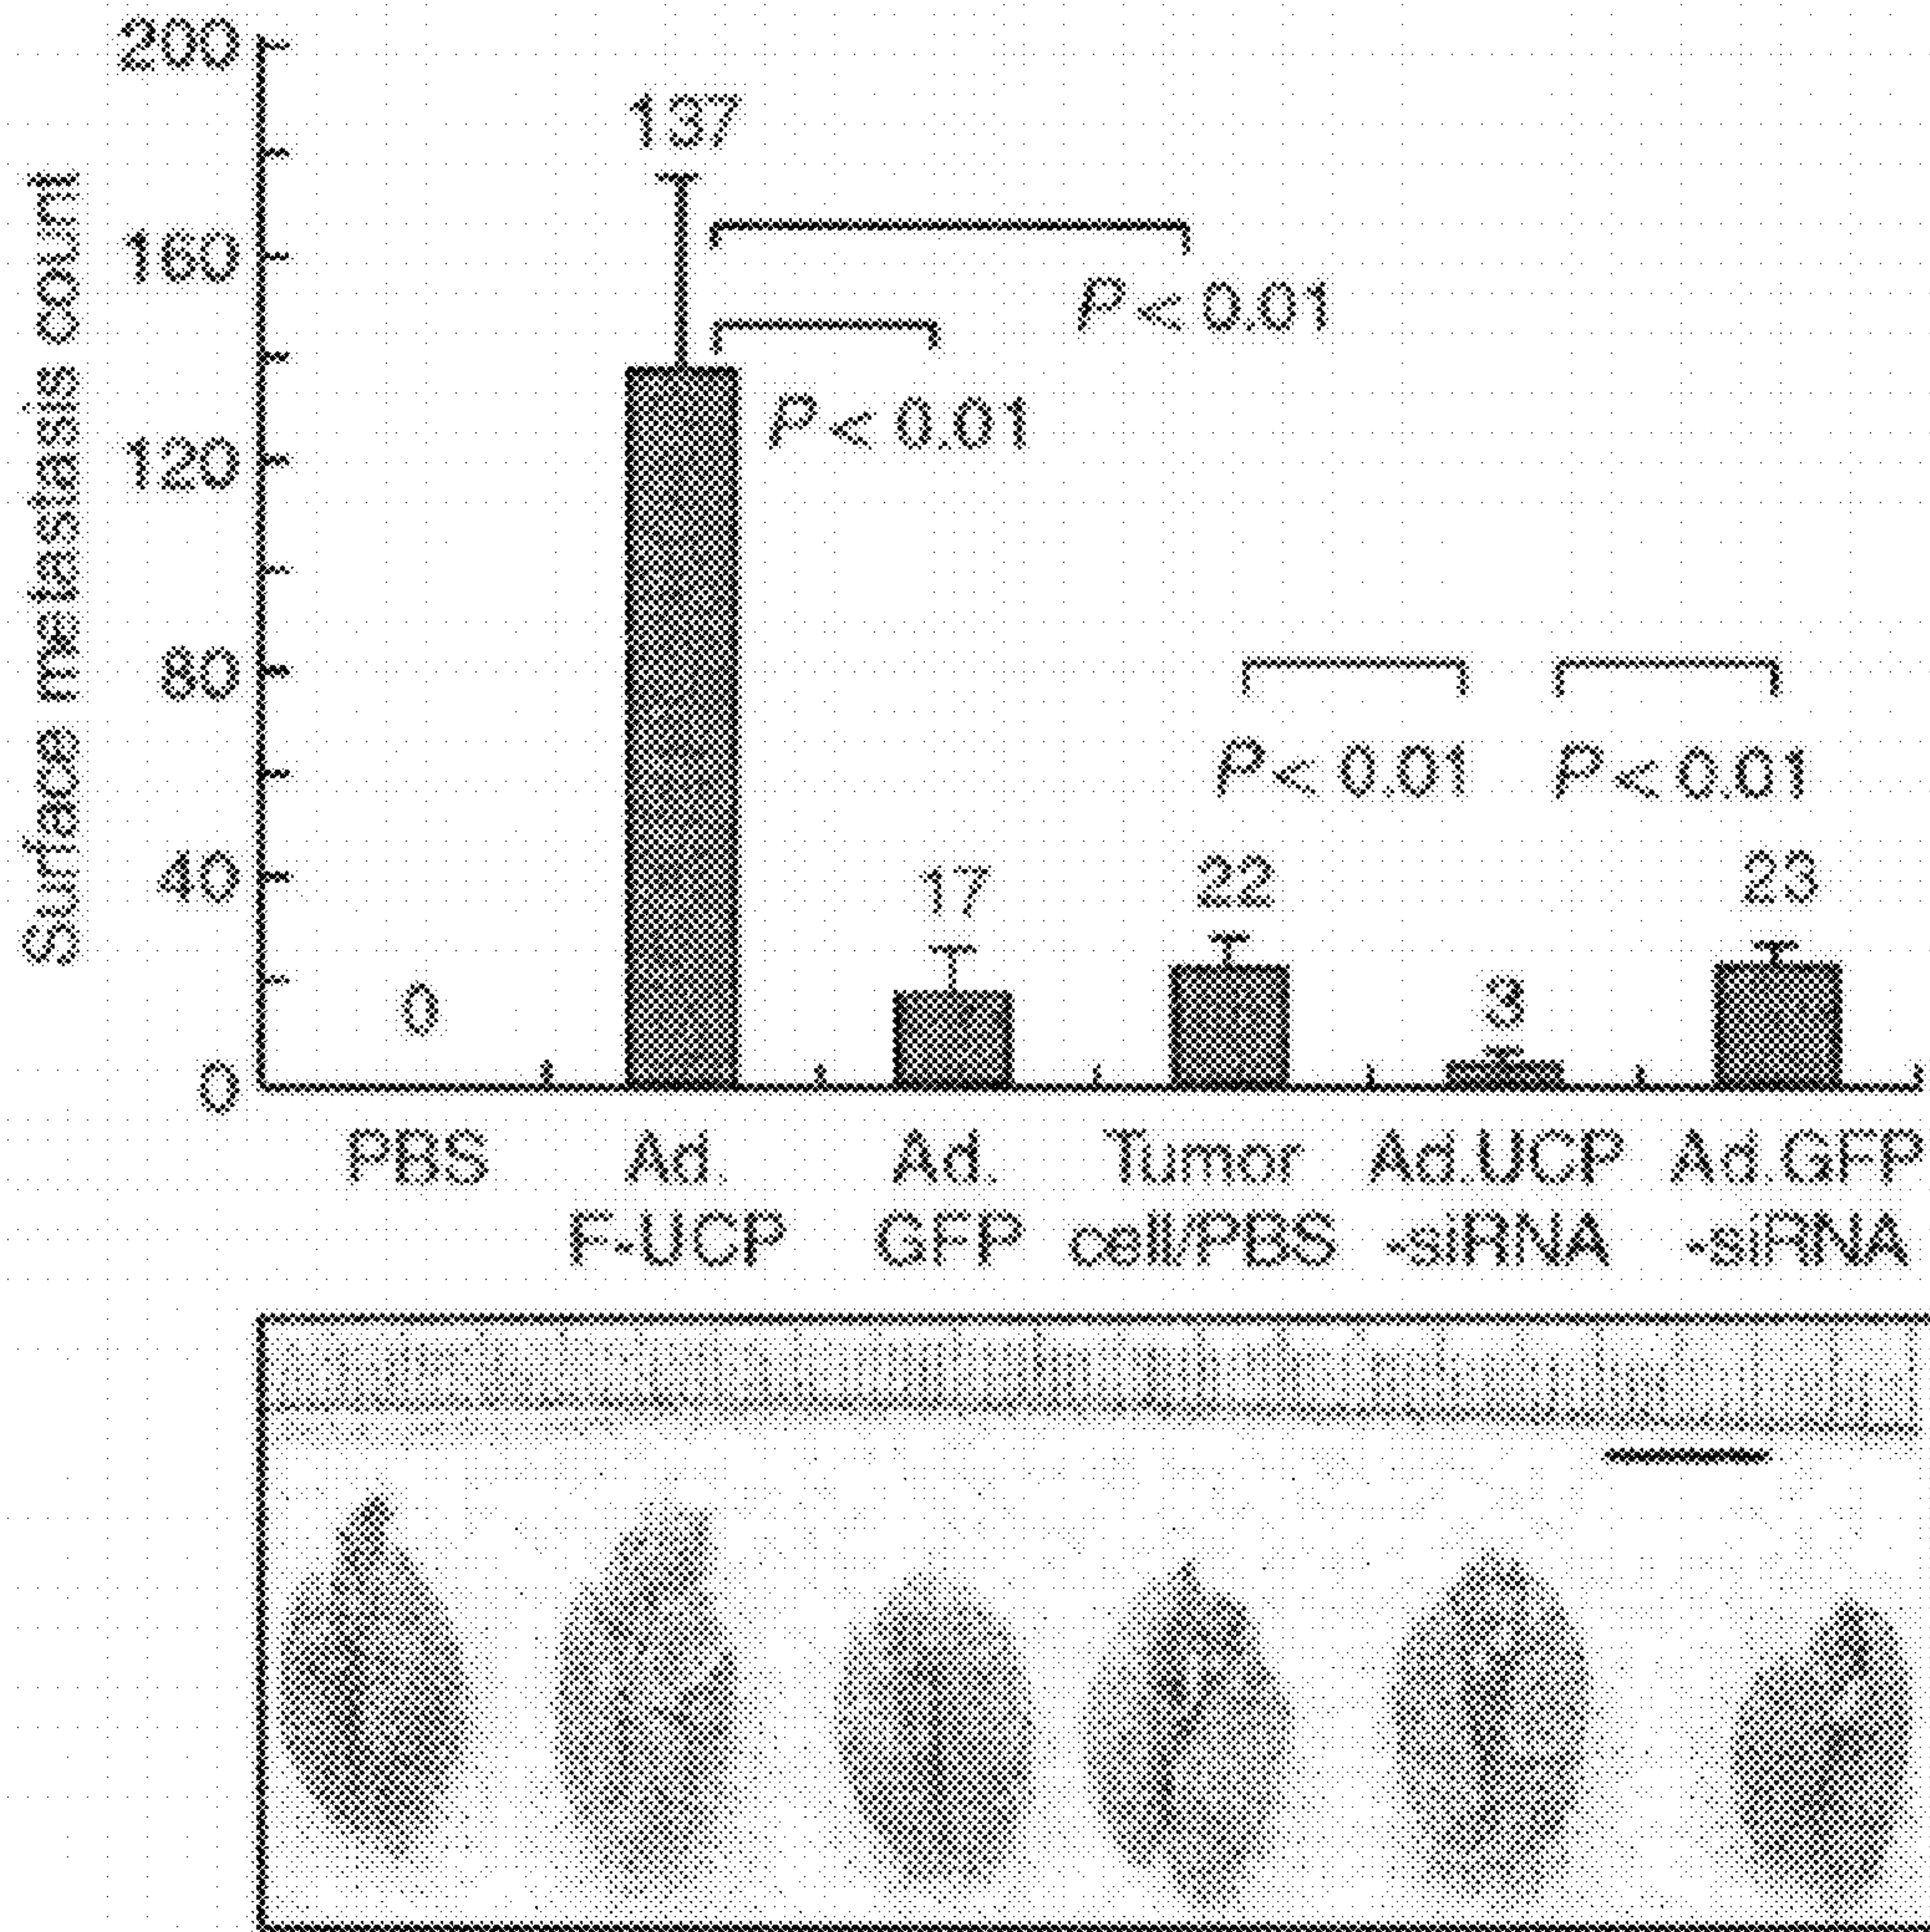 Surface metastasis count
200
160
120
80
40
0
0
137
17
22
3
23
P < 0.01
P < 0.01
P < 0.01
P < 0.01
PBS
Ad.
F-UCP
Ad.
GFP
Tumor
cell/PBS
Ad.UCP
-siRNA
Ad.GFP
-siRNA